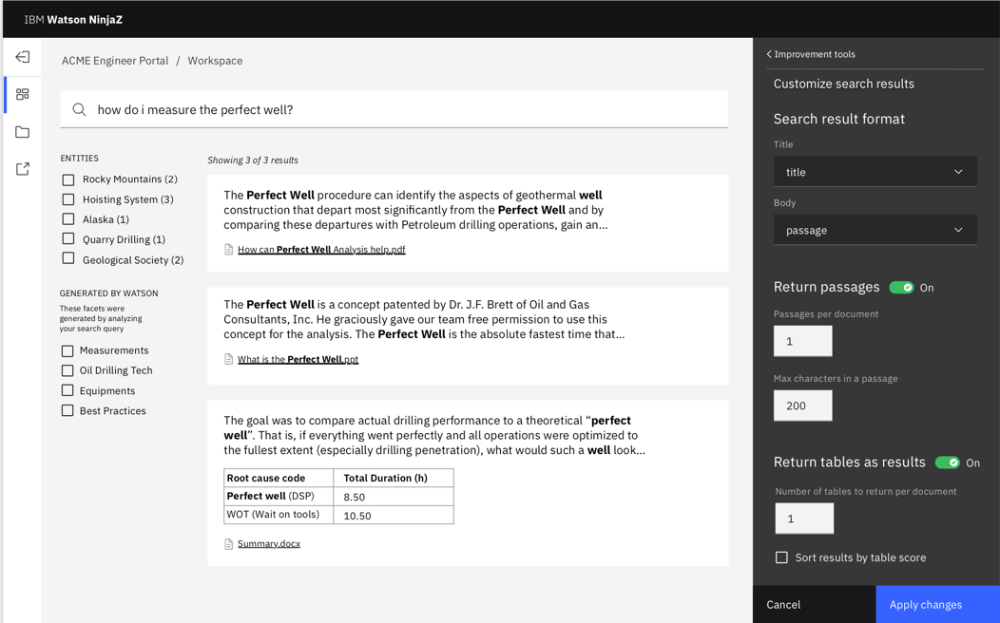 IBM Watson NinjaZ
ACME Engineer Portal / Workspace
how do i measure the perfect well?
ENTITIES
Rocky Mountains (2)
Hoisting System (3)
Alaska (1)
Quarry Drilling (1)
Geological Society (2)
GENERATED BY WATSON
These facets were
generated by analyzing
your search query
Measurements
Oil Drilling Tech
Equipments
Best Practices
Showing 3 of 3 results
The Perfect Well procedure can identify the aspects of geothermal well
construction that depart most significantly from the Perfect Well and by
comparing these departures with Petroleum drilling operations, gain an...
How can Perfect Well Analysis help.pdf
The Perfect Well is a concept patented by Dr. J.F. Brett of Oil and Gas
Consultants, Inc. He graciously gave our team free permission to use this
concept for the analysis. The Perfect Well is the absolute fastest time that...
What is the Perfect Well.ppt
The goal was to compare actual drilling performance to a theoretical “perfect
well”. That is, if everything went perfectly and all operations were optimized to
the fullest extent (especially drilling penetration), what would such a well look...
Root cause code Total Duration (h)
Perfect well (DSP) 8.50
WOT (Wait on tools) 10.50
Summary.docx
Improvement tools
Customize search results
Search result format
Title
title
Body
passage
Return passages On
Passages per document
1
Max characters in a passage
200
Return tables as results On
Number of tables to return per document
1
Sort results by table score
Cancel
Apply changes